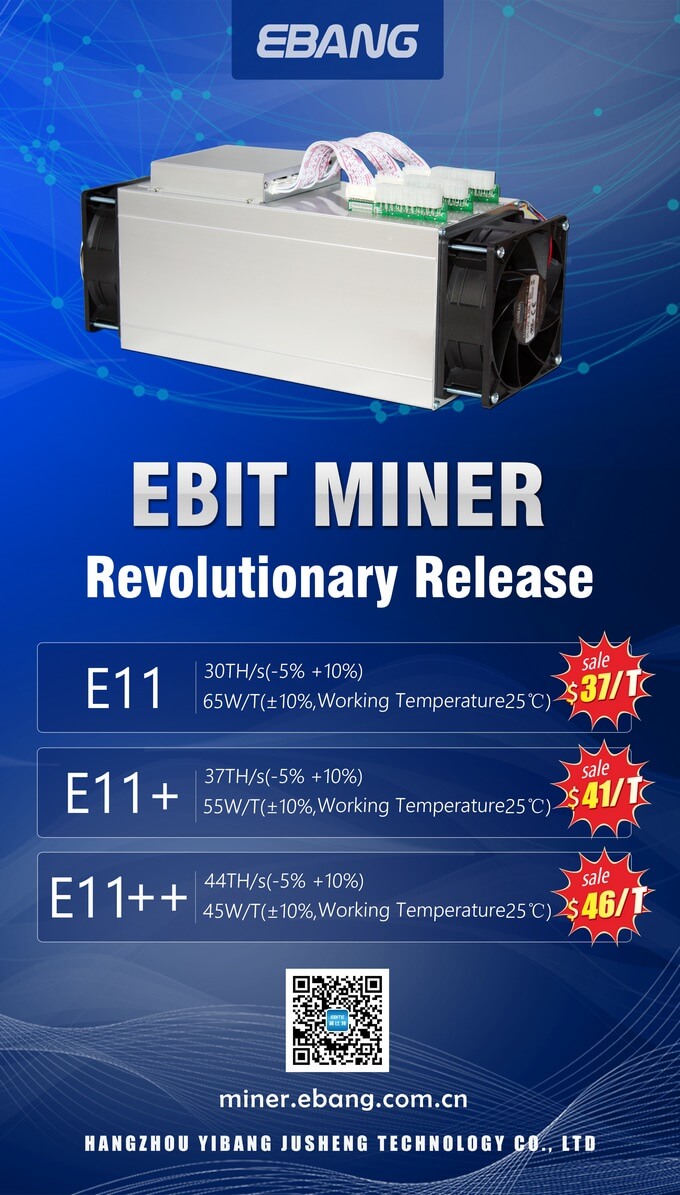 EBANG
EBIT MINER
Revolutionary Release
E11
30TH/s(-5% +10%)
65W/T(±10%,Working Temperature25℃)
sale
$37/T
E11+
37TH/s(-5% +10%)
55W/T(±10%,Working Temperature25℃)
sale
$41/T
E11++
44TH/s(-5% +10%)
45W/T(±10%,Working Temperature25℃)
sale
$46/T
miner.ebang.com.cn
HANGZHOU YIBANG JUSHENG TECHNOLOGY CO., LTD